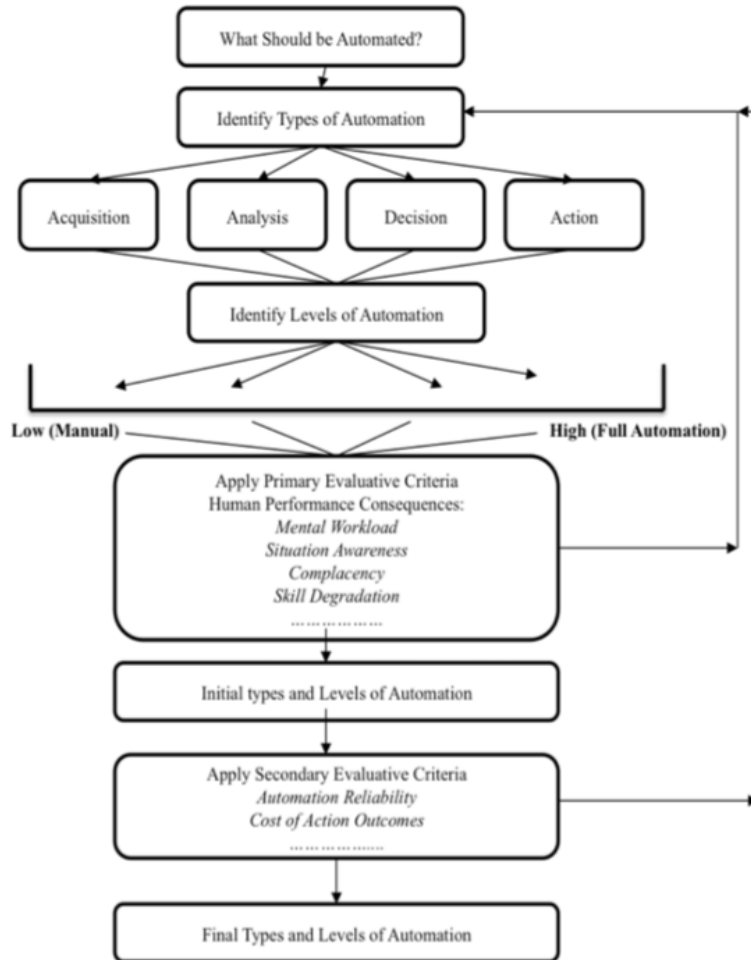 What Should be Automated?
Identify Types of Automation
Acquisition
Analysis
Decision
Action
Identify Levels of Automation
Low (Manual)
High (Full Automation)
Apply Primary Evaluative Criteria
Human Performance Consequences:
Mental Workload
Situation Awareness
Complacency
Skill Degradation
………………
Initial types and Levels of Automation
Apply Secondary Evaluative Criteria
Automation Reliability
Cost of Action Outcomes
……………....
Final Types and Levels of Automation